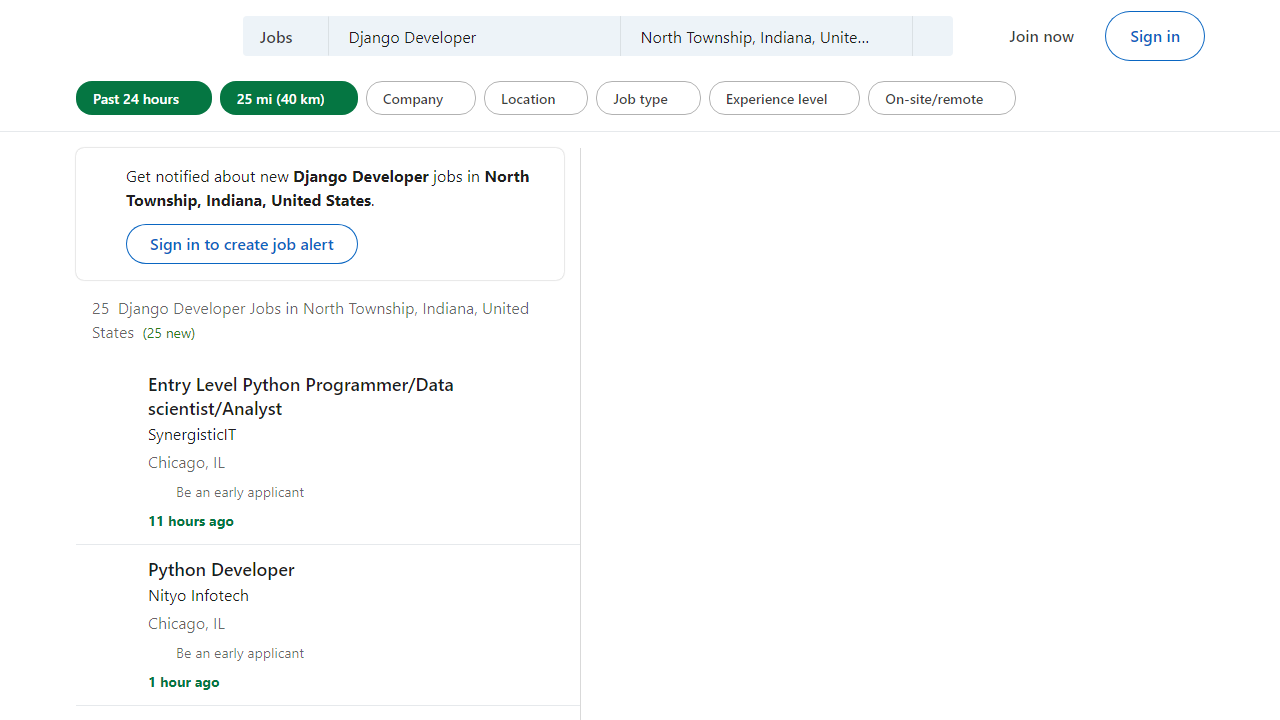 Jobs
Django Developer
North Township, Indiana, Unite...
Join now
Sign in
Past 24 hours
25 mi (40 km)
Company
Location
Job type
Experience level
On-site/remote
Get notified about new Django Developer jobs in North
Township, Indiana, United States.
Sign in to create job alert
25 Django Developer Jobs in North Township, Indiana, United
States (25 new)
Entry Level Python Programmer/Data
scientist/Analyst
SynergisticIT
Chicago, IL
Be an early applicant
11 hours ago
Python Developer
Nityo Infotech
Chicago, IL
Be an early applicant
1 hour ago